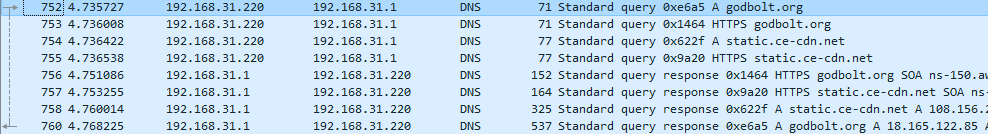 752 4.735727 192.168.31.220 192.168.31.1 DNS 71 Standard query 0xe6a5 A godbolt.org
753 4.736008 192.168.31.220 192.168.31.1 DNS 71 Standard query 0x1464 HTTPS godbolt.org
754 4.736422 192.168.31.220 192.168.31.1 DNS 77 Standard query 0x622f A static.ce-cdn.net
755 4.736538 192.168.31.220 192.168.31.1 DNS 77 Standard query 0x9a20 HTTPS static.ce-cdn.net
756 4.751086 192.168.31.1 192.168.31.220 DNS 152 Standard query response 0x1464 HTTPS godbolt.org SOA ns-150.aw
757 4.753255 192.168.31.1 192.168.31.220 DNS 164 Standard query response 0x9a20 HTTPS static.ce-cdn.net SOA ns-
758 4.760014 192.168.31.1 192.168.31.220 DNS 325 Standard query response 0x622f A static.ce-cdn.net A 108.156.2
760 4.768225 192.168.31.1 192.168.31.220 DNS 537 Standard query response 0xe6a5 A godbolt.org A 18.165.122.85 A